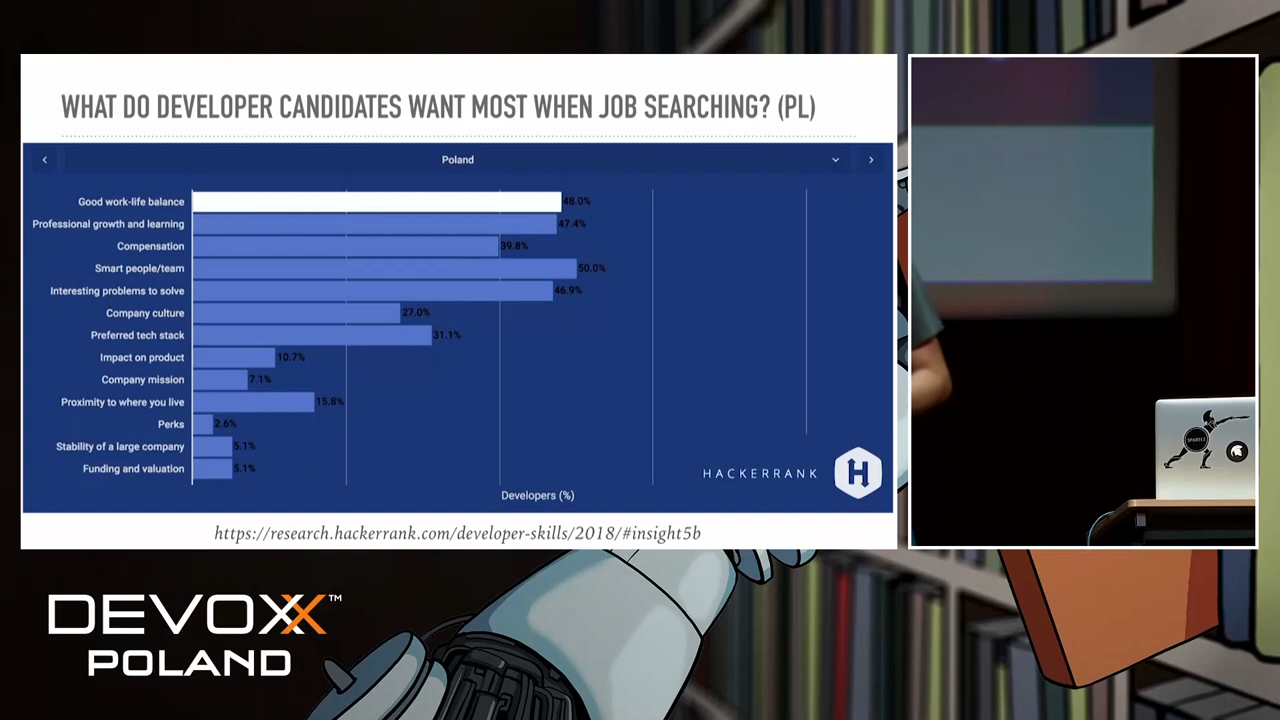 WHAT DO DEVELOPER CANDIDATES WANT MOST WHEN JOB SEARCHING? (PL)
Poland
Good work-life balance 48.0%
Professional growth and learning 47.4%
Compensation 39.8%
Smart people/team 50.0%
Interesting problems to solve 46.9%
Company culture 27.0%
Preferred tech stack 31.1%
Impact on product 10.7%
Company mission 7.1%
Proximity to where you live 15.8%
Perks 2.6%
Stability of a large company 5.1%
Funding and valuation 5.1%
HACKERRANK H
Developers (%)
https://research.hackerrank.com/developer-skills/2018/#insight5b
SPARTEZ
DEVOXX™
POLAND